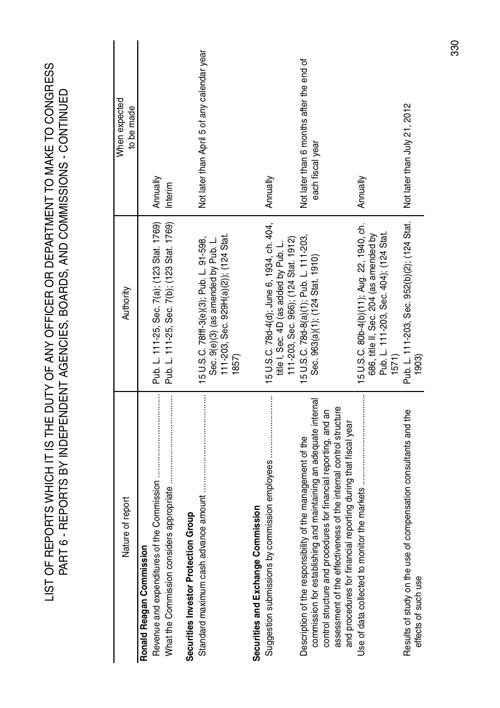 LIST OF REPORTS WHICH IT IS THE DUTY OF ANY OFFICER OR DEPARTMENT TO MAKE TO CONGRESS
PART 6 - REPORTS BY INDEPENDENT AGENCIES, BOARDS, AND COMMISSIONS - CONTINUED
Nature of report
Authority
When expected
to be made
Ronald Reagan Commission
Revenue and expenditures of the Commission
Pub. L. 111-25, Sec. 7(a); (123 Stat. 1769)
Annually
What the Commission considers appropriate
Pub. L. 111-25, Sec. 7(b); (123 Stat. 1769)
Interim
Securities Investor Protection Group
Standard maximum cash advance amount
15 U.S.C. 78fff-3(e)(3); Pub. L. 91-598,
Sec. 9(e)(3) (as amended by Pub. L.
111-203, Sec. 929H(a)(2)); (124 Stat.
1857)
Not later than April 5 of any calendar year
Securities and Exchange Commission
Suggestion submissions by commission employees
15 U.S.C. 78d-4(d); June 6, 1934, ch. 404,
title I, Sec. 4D (as added by Pub. L.
111-203, Sec. 966); (124 Stat. 1912)
Annually
Description of the responsibility of the management of the
commission for establishing and maintaining an adequate internal
control structure and procedures for financial reporting, and an
assessment of the effectiveness of the internal control structure
and procedures for financial reporting during that fiscal year
15 U.S.C. 78d-8(a)(1); Pub. L. 111-203,
Sec. 963(a)(1); (124 Stat. 1910)
Not later than 6 months after the end of
each fiscal year
Use of data collected to monitor the markets
15 U.S.C. 80b-4(b)(11); Aug. 22, 1940, ch.
686, title II, Sec. 204 (as amended by
Pub. L. 111-203, Sec. 404); (124 Stat.
1571)
Annually
Results of study on the use of compensation consultants and the
effects of such use
Pub. L. 111-203, Sec. 952(b)(2); (124 Stat.
1903)
Not later than July 21, 2012
330